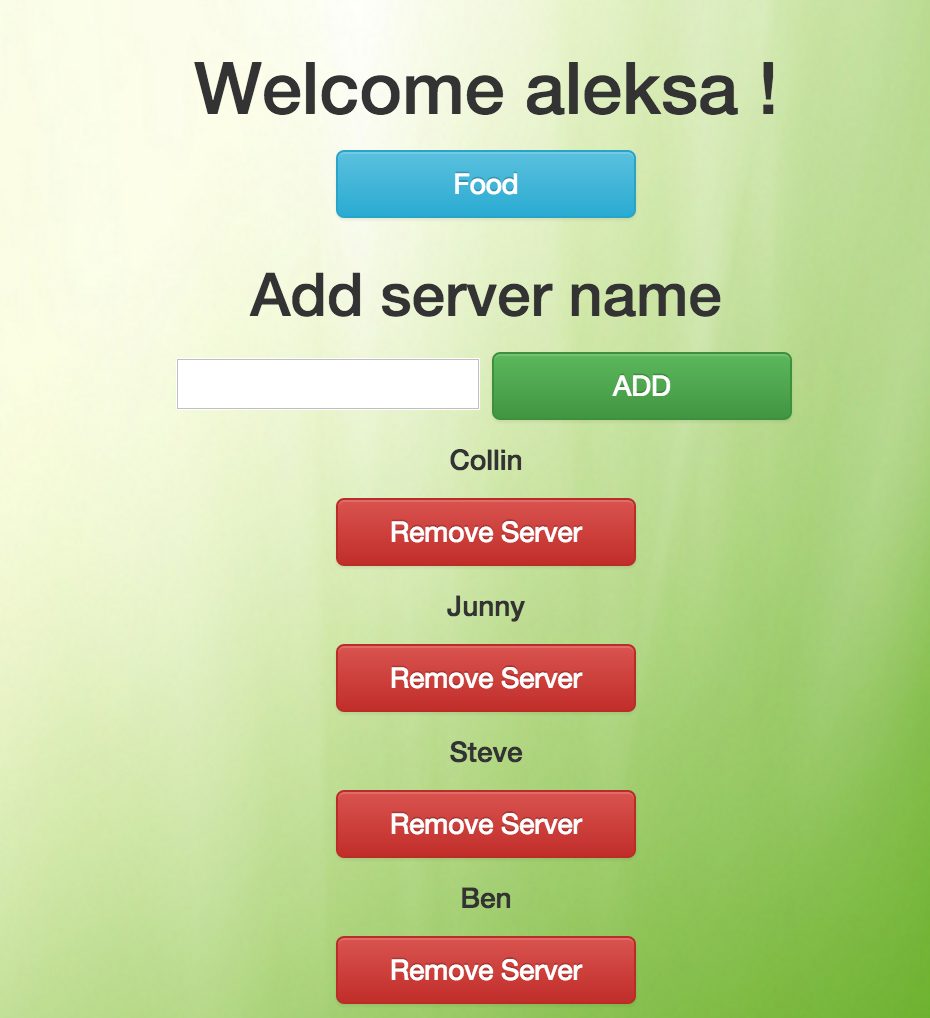 Welcome aleksa !
Food
Add server name
ADD
Collin
Remove Server
Junny
Remove Server
Steve
Remove Server
Ben
Remove Server